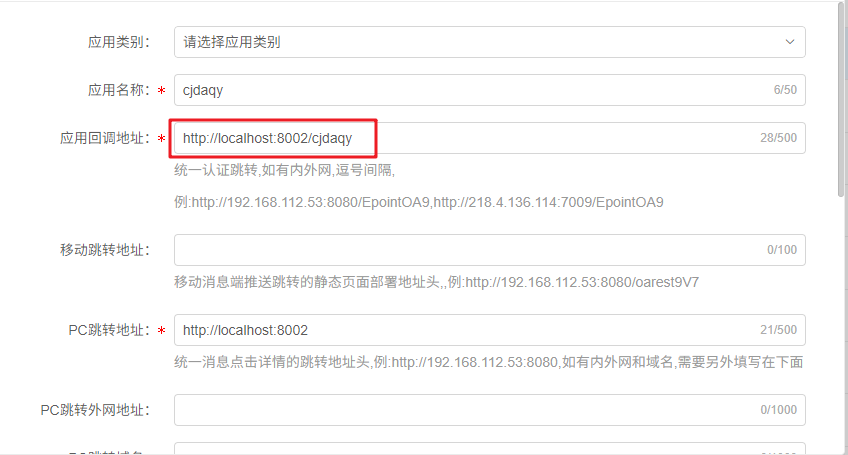 应用类别： 请选择应用类别
应用名称：* cjdaqy 6/50
应用回调地址：* http://localhost:8002/cjdaqy 28/500
统一认证跳转,如有内外网,逗号间隔,
例:http://192.168.112.53:8080/EpointOA9,http://218.4.136.114:7009/EpointOA9
移动跳转地址： 0/100
移动消息端推送跳转的静态页面部署地址头,,例:http://192.168.112.53:8080/oarest9V7
PC跳转地址：* http://localhost:8002 21/500
统一消息点击详情的跳转地址头,例:http://192.168.112.53:8080,如有内外网和域名,需要另外填写在下面
PC跳转外网地址： 0/1000